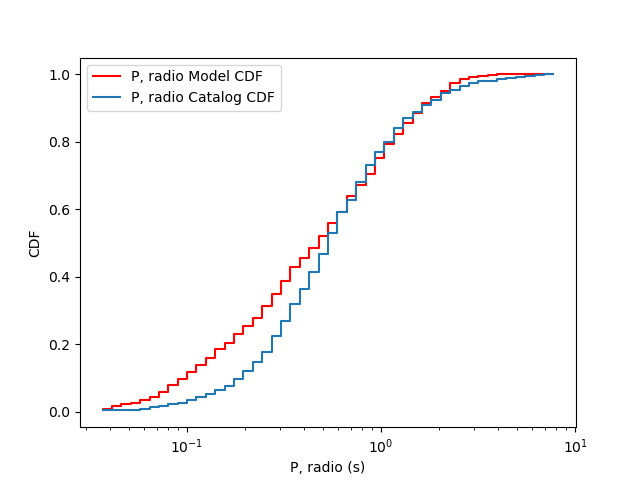 P, radio Model CDF
P, radio Catalog CDF
1.0
0.8
0.6
0.4
0.2
0.0
CDF
10⁻¹
10⁰
10¹
P, radio (s)